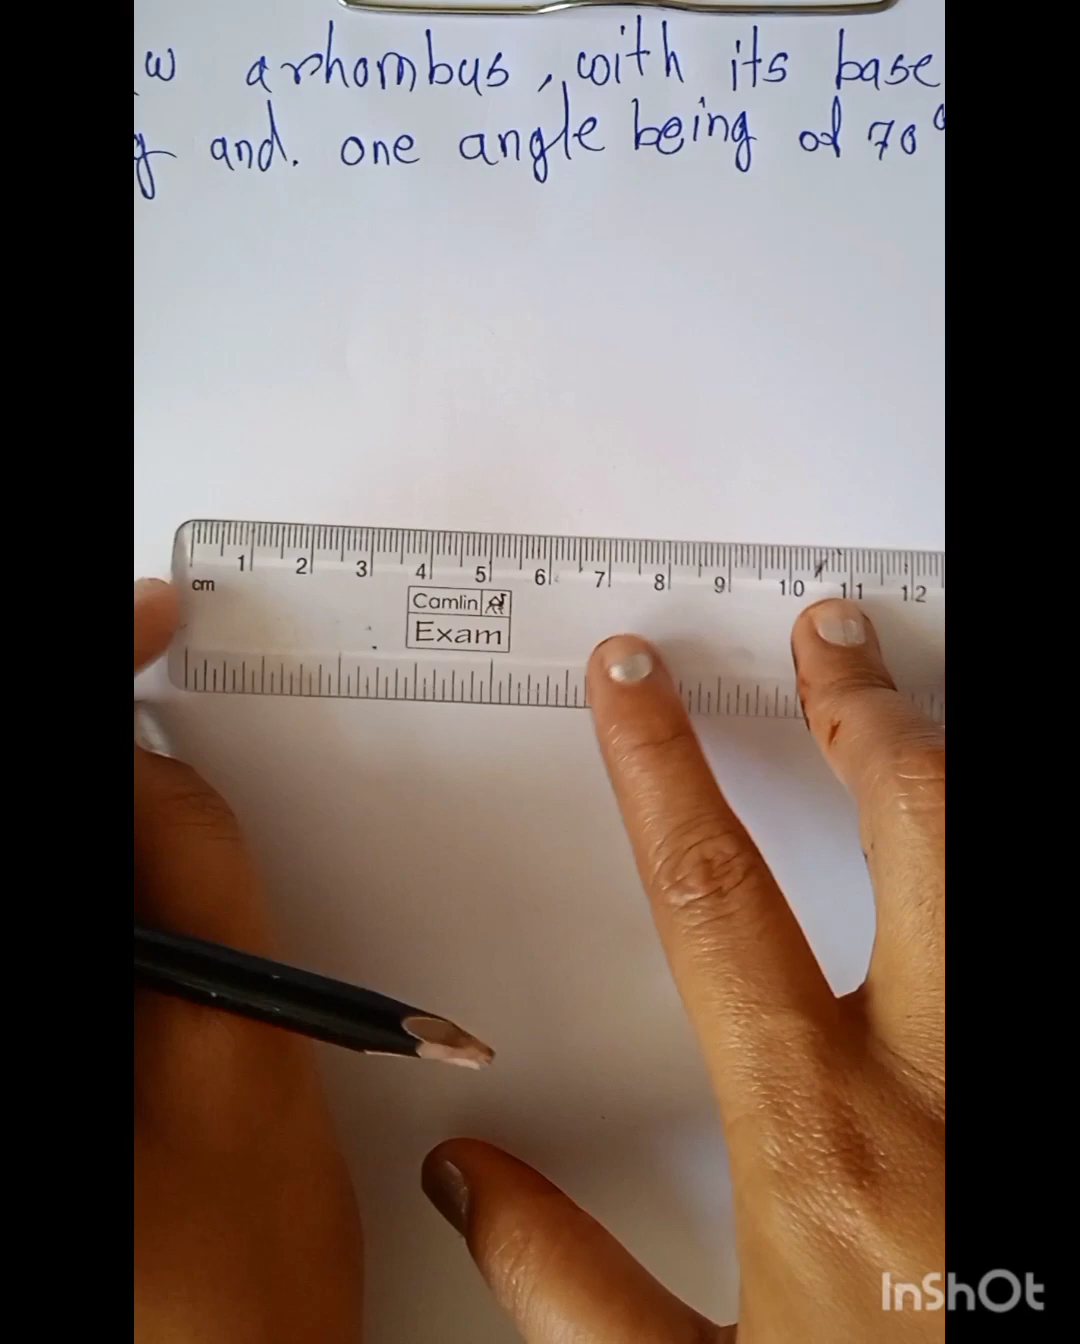 w a rhombus, with its base
g and. one angle being of 70°
1 2 3 4 5 6 7 8 9 10 11 12
cm
Camlin
Exam
InShOt